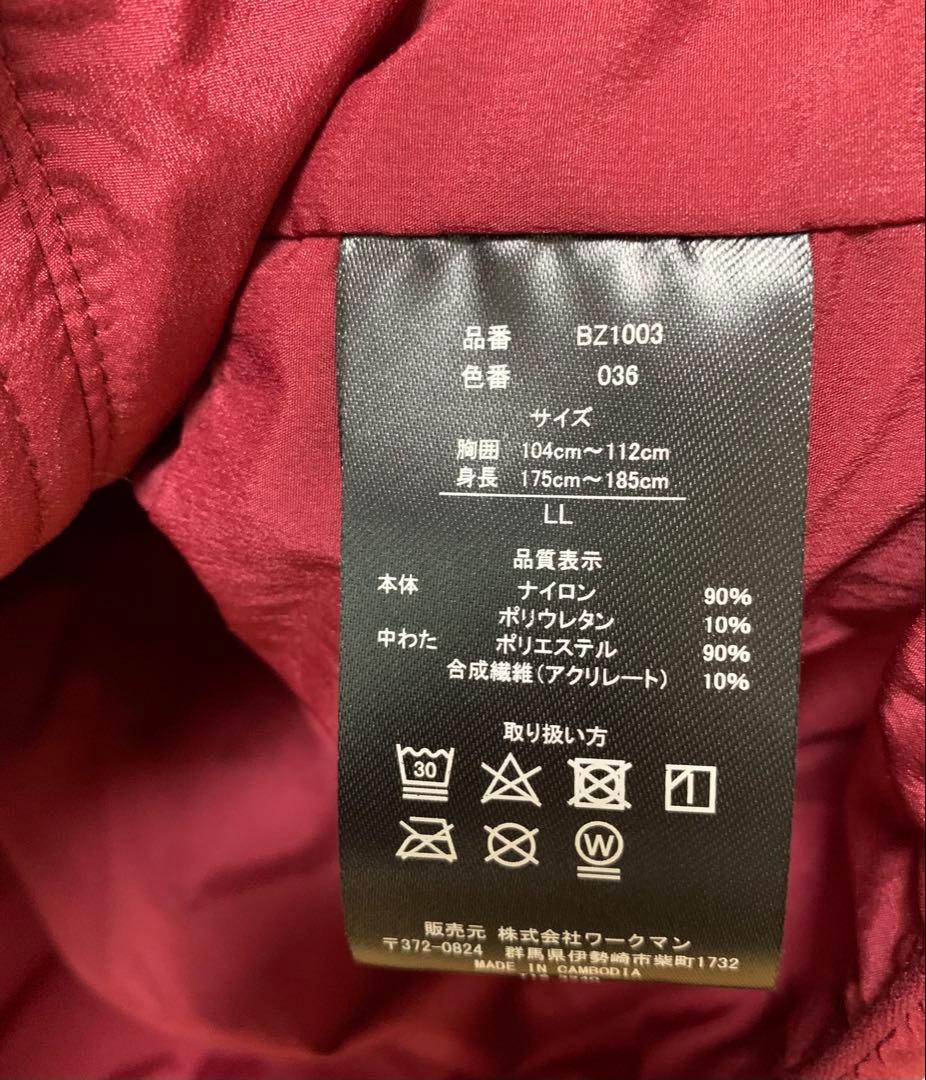 品番 BZ1003
色番 036
サイズ
胸囲 104cm～112cm
身長 175cm～185cm
LL
品質表示
本体 ナイロン 90%
ポリウレタン 10%
中わた ポリエステル 90%
合成繊維(アクリレート) 10%
取り扱い方
30
W
販売元 株式会社ワークマン
〒372-0824 群馬県伊勢崎市柴町1732
MADE IN CAMBODIA